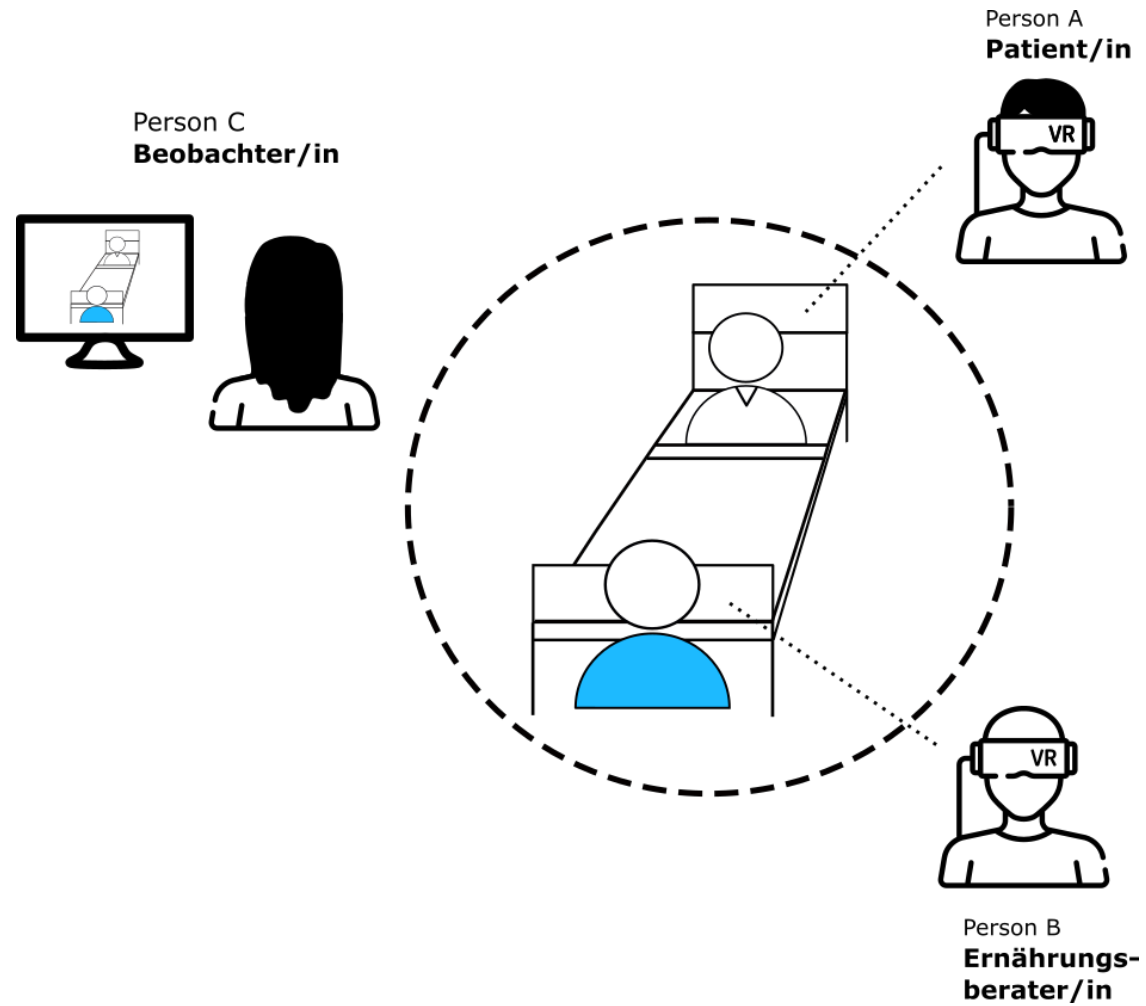 Person A
Patient/in
VR
Person C
Beobachter/in
VR
Person B
Ernährungs-
berater/in